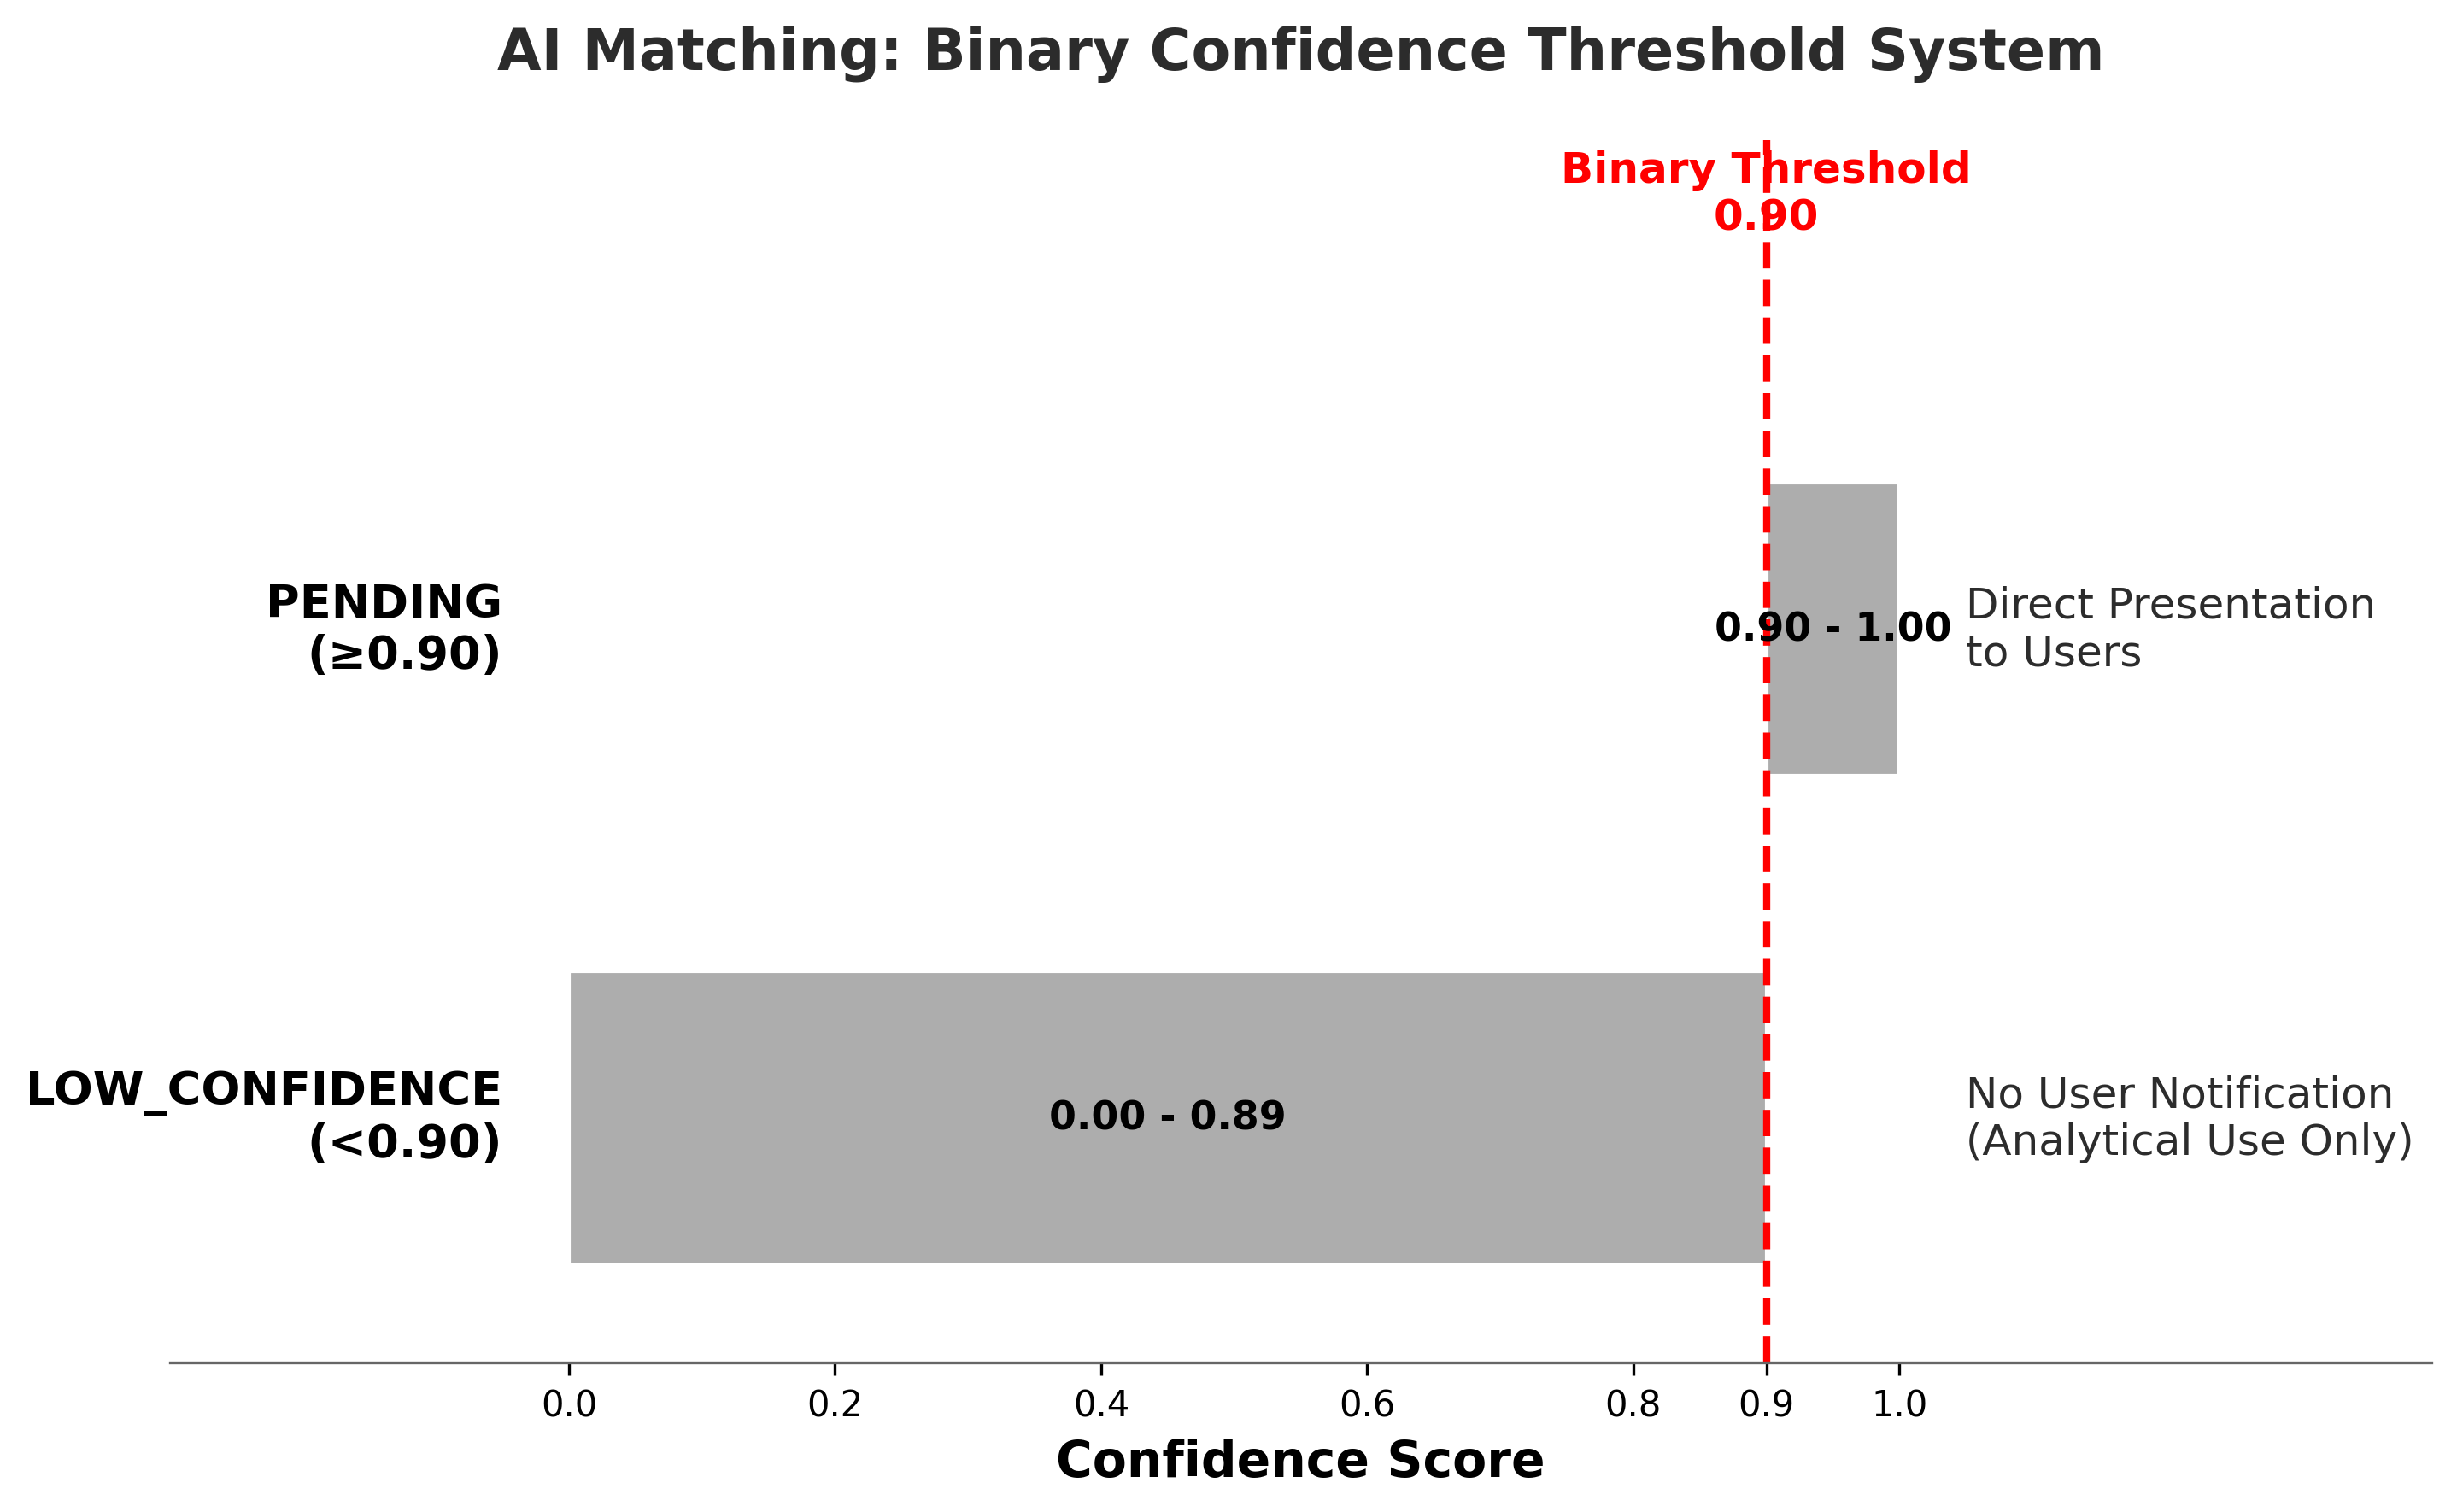 AI Matching: Binary Confidence Threshold System
Binary Threshold
0.90
PENDING
(≥0.90)
0.90 - 1.00
Direct Presentation
to Users
LOW_CONFIDENCE
(<0.90)
0.00 - 0.89
No User Notification
(Analytical Use Only)
0.0 0.2 0.4 0.6 0.8 0.9 1.0
Confidence Score